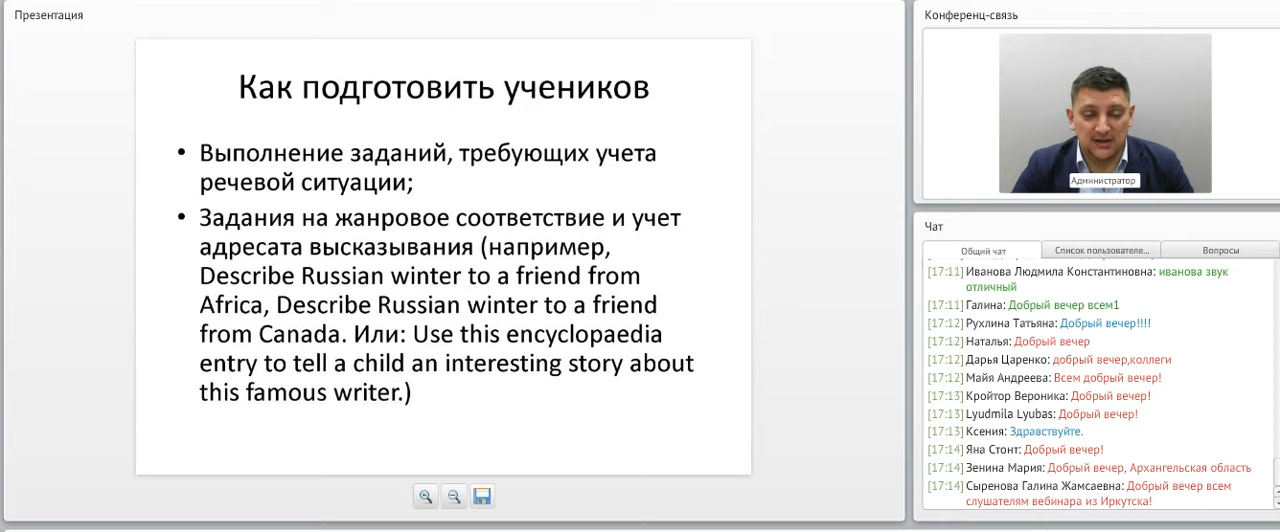 Презентация
Как подготовить учеников
• Выполнение заданий, требующих учета
речевой ситуации;
• Задания на жанровое соответствие и учет
адресата высказывания (например,
Describe Russian winter to a friend from
Africa, Describe Russian winter to a friend
from Canada. Или: Use this encyclopaedia
entry to tell a child an interesting story about
this famous writer.)
Конференц-связь
Администратор
Чат
Общий чат
Список пользователе...
Вопросы
[17:11] Иванова Людмила Константиновна: иванова звук
отличный
[17:11] Галина: Добрый вечер всем1
[17:12] Рухлина Татьяна: Добрый вечер!!!!
[17:12] Наталья: Добрый вечер
[17:12] Дарья Царенко: добрый вечер,коллеги
[17:12] Майя Андреева: Всем добрый вечер!
[17:13] Кройтор Вероника: Добрый вечер!
[17:13] Lyudmila Lyubas: Добрый вечер!
[17:13] Ксения: Здравствуйте.
[17:14] Яна Стонт: Добрый вечер!
[17:14] Зенина Мария: Добрый вечер, Архангельская область
[17:14] Сыренова Галина Жамсаевна: Добрый вечер всем
слушателям вебинара из Иркутска!